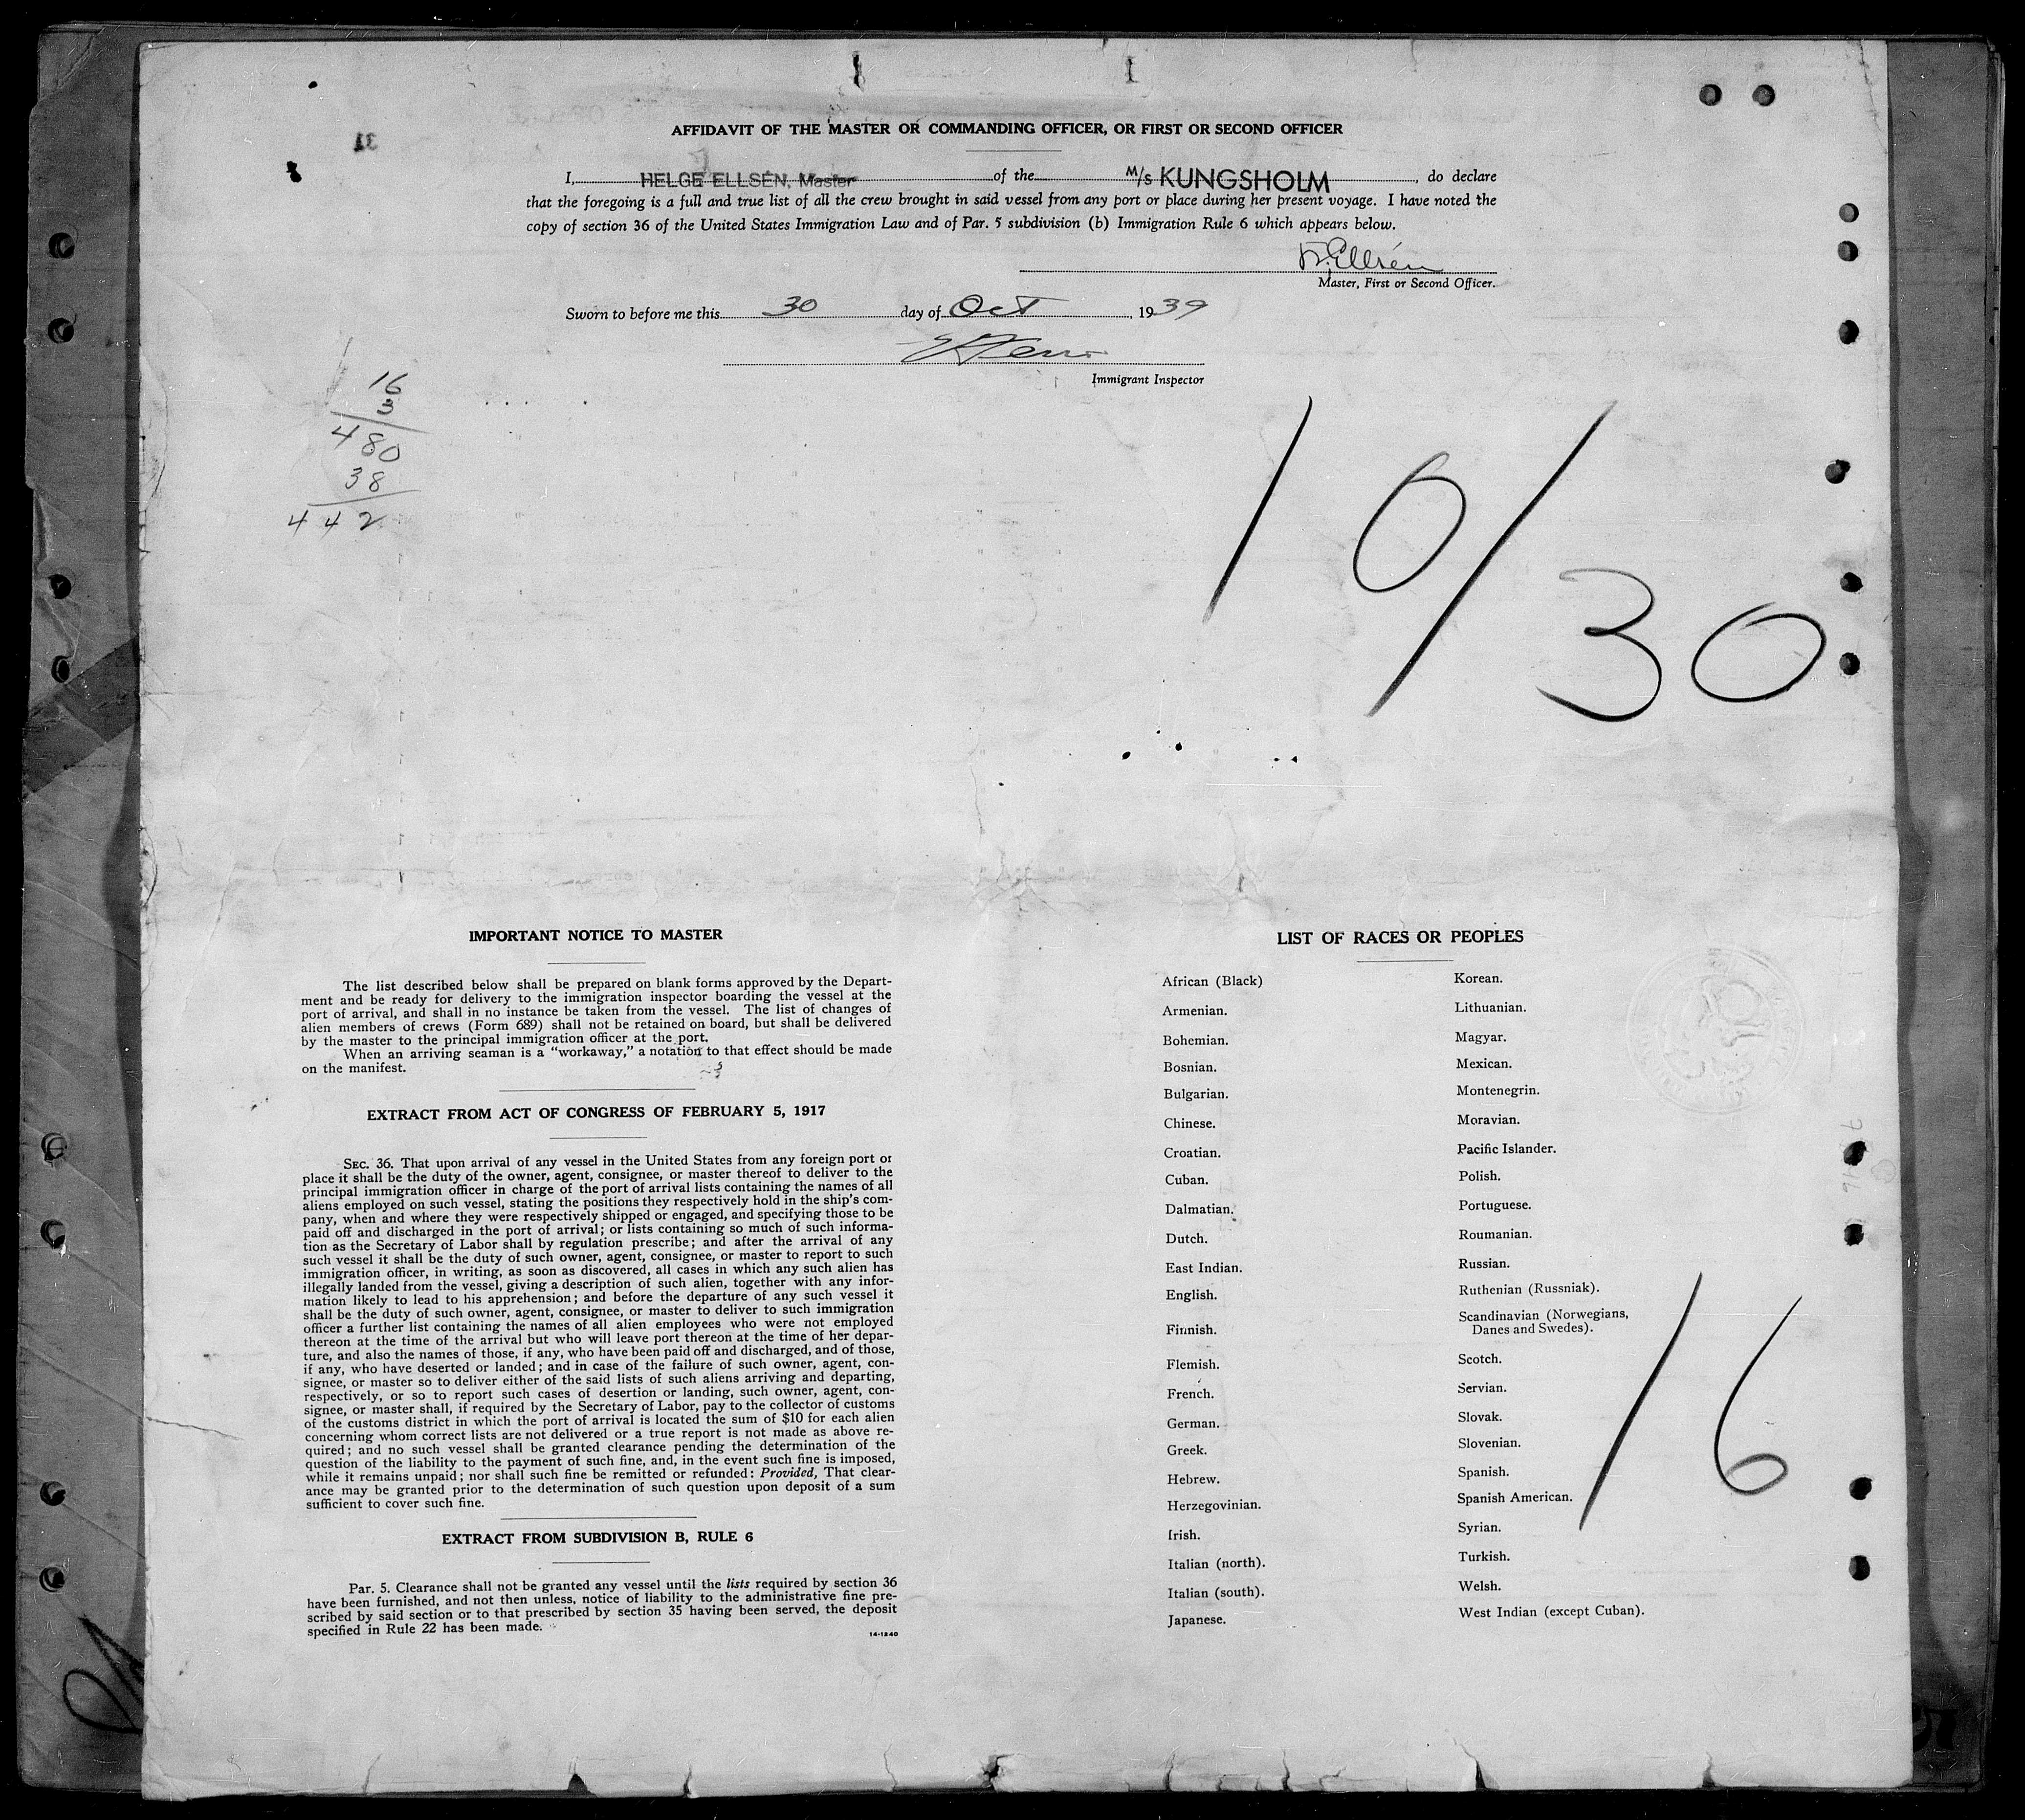 AFFIDAVIT OF THE MASTER OR COMMANDING OFFICER, OR FIRST OR SECOND OFFICER
I, HELGE ELLSÉN, Master of the M/S KUNGSHOLM, do declare
that the foregoing is a full and true list of all the crew brought in said vessel from any port or place during her present voyage. I have noted the
copy of section 36 of the United States Immigration Law and of Par. 5 subdivision (b) Immigration Rule 6 which appears below.
H. Ellsén
Master, First or Second Officer.
Sworn to before me this 30 day of Oct, 1939
Immigrant Inspector
16
3
480
38
442
10/30
IMPORTANT NOTICE TO MASTER
The list described below shall be prepared on blank forms approved by the Depart-
ment and be ready for delivery to the immigration inspector boarding the vessel at the
port of arrival, and shall in no instance be taken from the vessel. The list of changes of
alien members of crews (Form 689) shall not be retained on board, but shall be delivered
by the master to the principal immigration officer at the port.
When an arriving seaman is a “workaway,” a notation to that effect should be made
on the manifest.
EXTRACT FROM ACT OF CONGRESS OF FEBRUARY 5, 1917
SEC. 36. That upon arrival of any vessel in the United States from any foreign port or
place it shall be the duty of the owner, agent, consignee, or master thereof to deliver to the
principal immigration officer in charge of the port of arrival lists containing the names of all
aliens employed on such vessel, stating the positions they respectively hold in the ship's com-
pany, when and where they were respectively shipped or engaged, and specifying those to be
paid off and discharged in the port of arrival; or lists containing so much of such informa-
tion as the Secretary of Labor shall by regulation prescribe; and after the arrival of any
such vessel it shall be the duty of such owner, agent, consignee, or master to report to such
immigration officer, in writing, as soon as discovered, all cases in which any such alien has
illegally landed from the vessel, giving a description of such alien, together with any infor-
mation likely to lead to his apprehension; and before the departure of any such vessel it
shall be the duty of such owner, agent, consignee, or master to deliver to such immigration
officer a further list containing the names of all alien employees who were not employed
thereon at the time of the arrival but who will leave port thereon at the time of her depar-
ture, and also the names of those, if any, who have been paid off and discharged, and of those,
if any, who have deserted or landed; and in case of the failure of such owner, agent, con-
signee, or master so to deliver either of the said lists of such aliens arriving and departing,
respectively, or so to report such cases of desertion or landing, such owner, agent, con-
signee, or master shall, if required by the Secretary of Labor, pay to the collector of customs
of the customs district in which the port of arrival is located the sum of $10 for each alien
concerning whom correct lists are not delivered or a true report is not made as above re-
quired; and no such vessel shall be granted clearance pending the determination of the
question of the liability to the payment of such fine, and, in the event such fine is imposed,
while it remains unpaid; nor shall such fine be remitted or refunded: Provided, That clear-
ance may be granted prior to the determination of such question upon deposit of a sum
sufficient to cover such fine.
EXTRACT FROM SUBDIVISION B, RULE 6
Par. 5. Clearance shall not be granted any vessel until the lists required by section 36
have been furnished, and not then unless, notice of liability to the administrative fine pre-
scribed by said section or to that prescribed by section 35 having been served, the deposit
specified in Rule 22 has been made.
14-1240
LIST OF RACES OR PEOPLES
African (Black)
Armenian.
Bohemian.
Bosnian.
Bulgarian.
Chinese.
Croatian.
Cuban.
Dalmatian.
Dutch.
East Indian.
English.
Finnish.
Flemish.
French.
German.
Greek.
Hebrew.
Herzegovinian.
Irish.
Italian (north).
Italian (south).
Japanese.
Korean.
Lithuanian.
Magyar.
Mexican.
Montenegrin.
Moravian.
Pacific Islander.
Polish.
Portuguese.
Roumanian.
Russian.
Ruthenian (Russniak).
Scandinavian (Norwegians,
Danes and Swedes).
Scotch.
Servian.
Slovak.
Slovenian.
Spanish.
Spanish American.
Syrian.
Turkish.
Welsh.
West Indian (except Cuban).
16